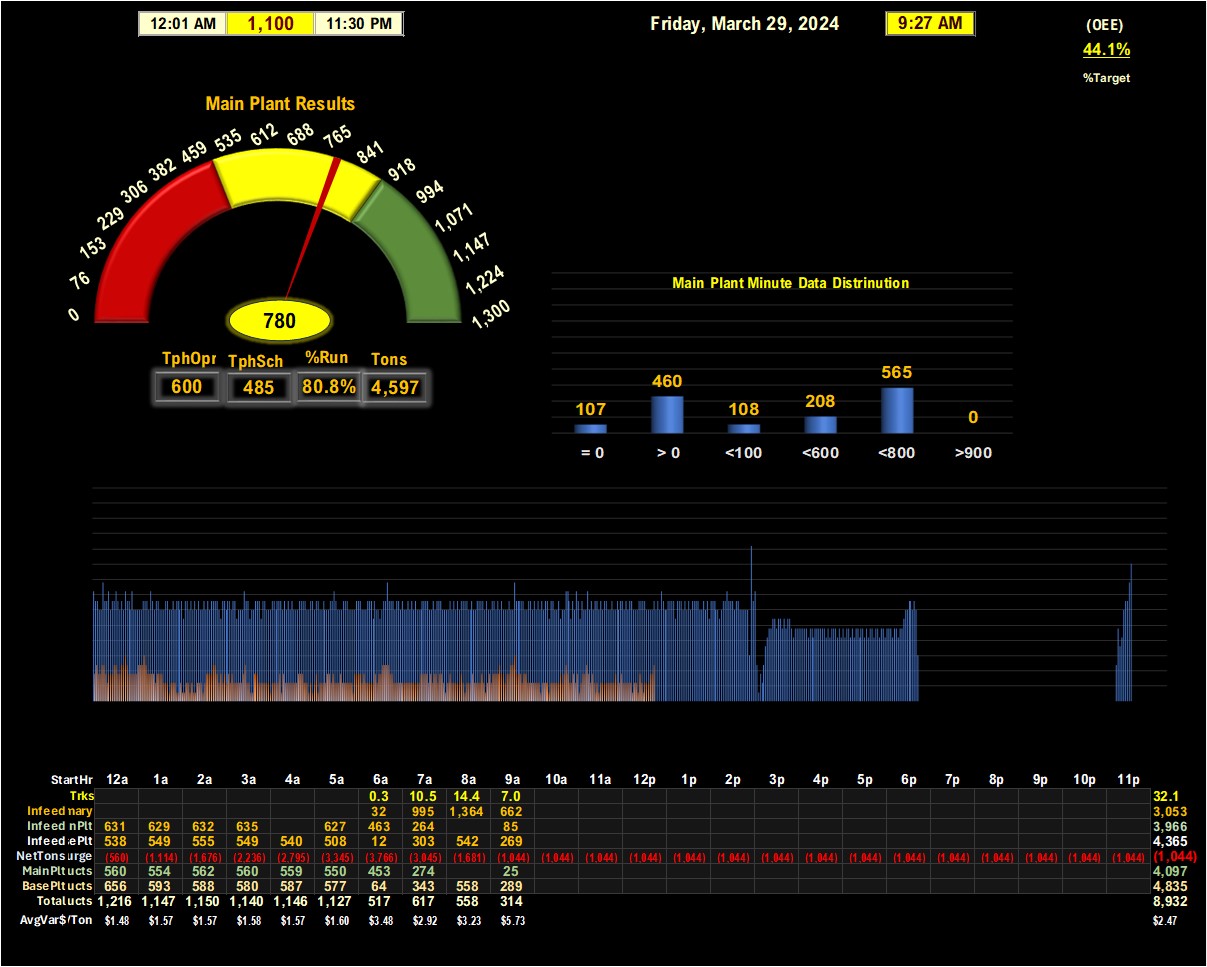 12:01 AM 1,100 11:30 PM Friday, March 29, 2024 9:27 AM (OEE)
44.1%
%Target
Main Plant Results
0 76 153 229 306 382 459 535 612 688 765 841 918 994 1,071 1,147 1,224 1,300
780
TphOpr TphSch %Run Tons
600 485 80.8% 4,597
Main Plant Minute Data Distrinution
107 460 108 208 565 0
= 0 > 0 <100 <600 <800 >900
StartHr 12a 1a 2a 3a 4a 5a 6a 7a 8a 9a 10a 11a 12p 1p 2p 3p 4p 5p 6p 7p 8p 9p 10p 11p
Trks 0.3 10.5 14.4 7.0 32.1
Infeed nary 32 995 1,364 662 3,053
Infeed nPlt 631 629 632 635 627 463 264 85 3,966
Infeed ePlt 538 549 555 549 540 508 12 303 542 269 4,365
NetTons urge (560) (1,114) (1,676) (2,236) (2,795) (3,345) (3,766) (3,045) (1,681) (1,044) (1,044) (1,044) (1,044) (1,044) (1,044) (1,044) (1,044) (1,044) (1,044) (1,044) (1,044) (1,044) (1,044) (1,044) (1,044)
MainPlt ucts 560 554 562 560 559 550 453 274 25 4,097
BasePlt ucts 656 593 588 580 587 577 64 343 558 289 4,835
Total ucts 1,216 1,147 1,150 1,140 1,146 1,127 517 617 558 314 8,932
AvgVar$/Ton $1.48 $1.57 $1.57 $1.58 $1.57 $1.60 $3.48 $2.92 $3.23 $5.73 $2.47